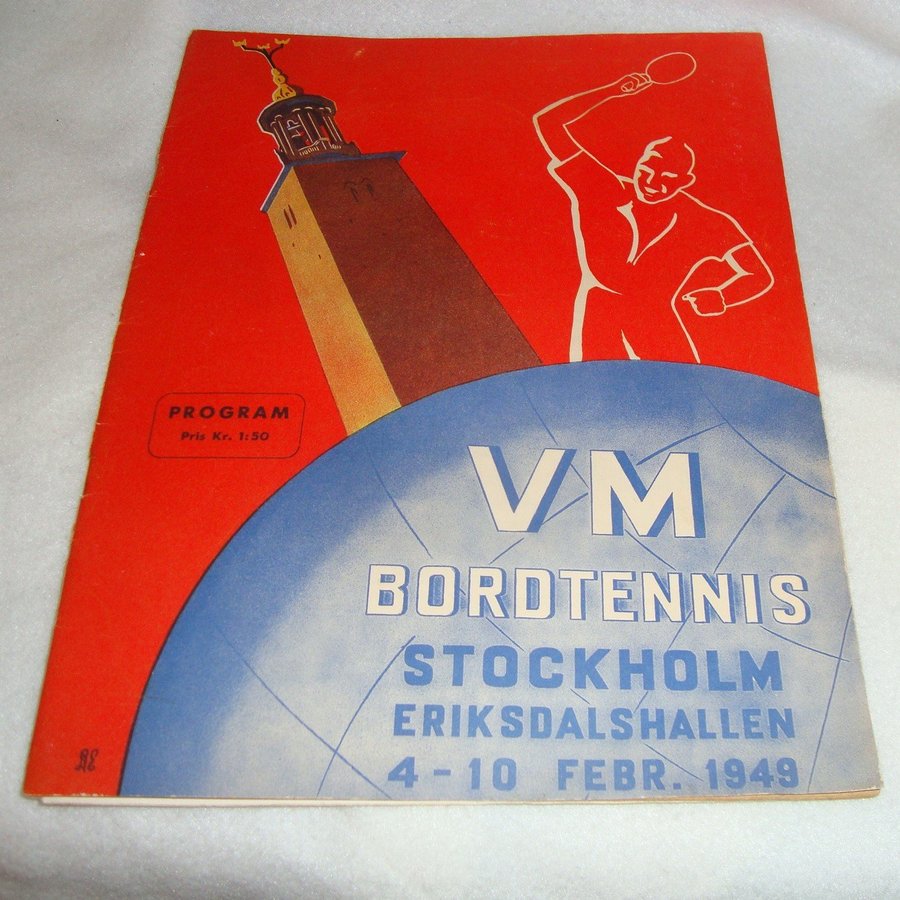 PROGRAM
Pris Kr. 1:50
VM
BORDTENNIS
STOCKHOLM
ERIKSDALSHALLEN
4-10 FEBR. 1949